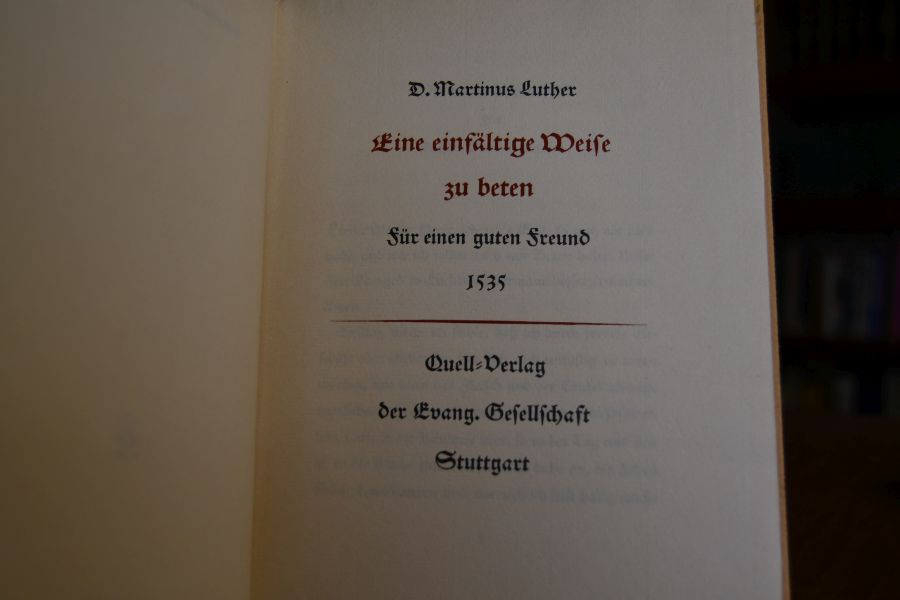 D. Martinus Luther
Eine einfältige Weiſe
zu beten
Für einen guten Freund
1535
Quell-Verlag
der Evang. Geſellſchaft
Stuttgart